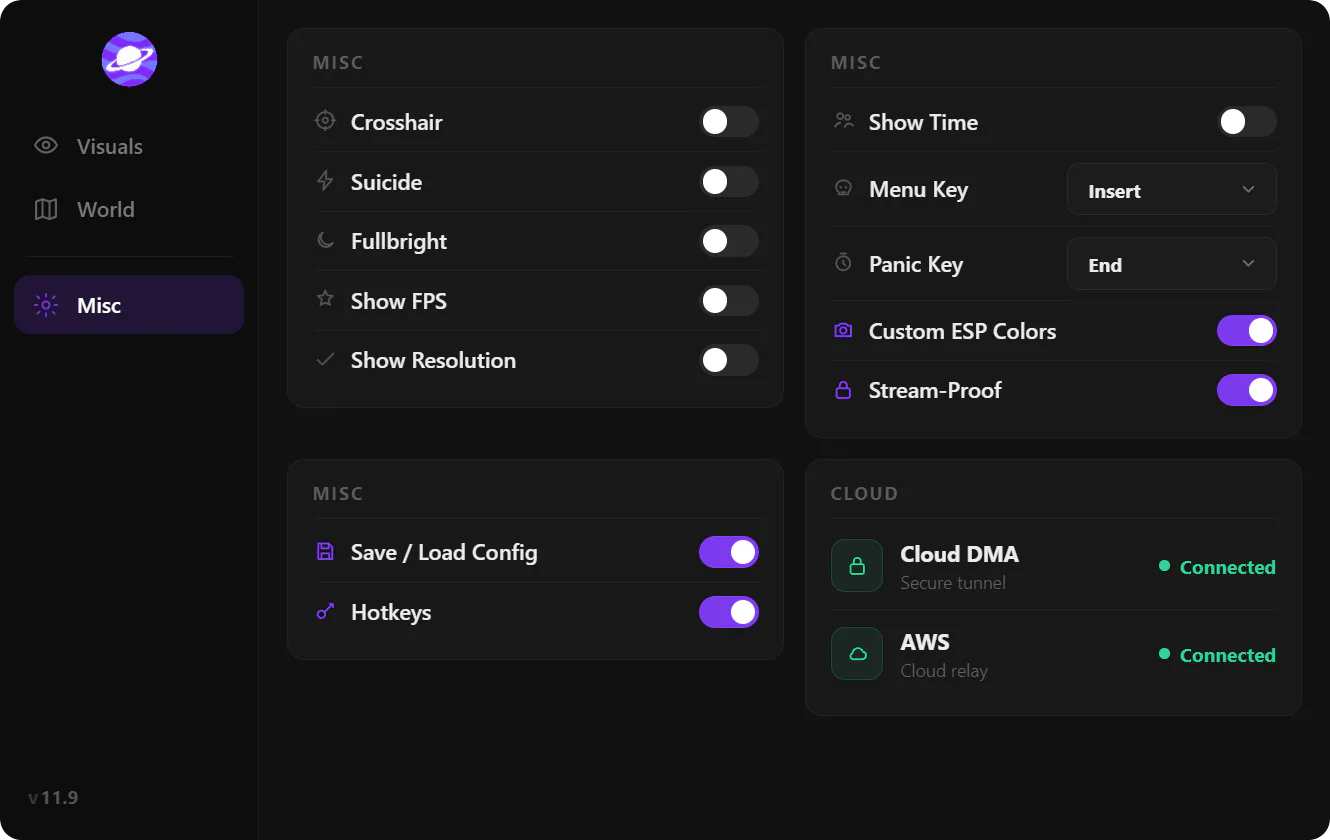 Visuals
World
Misc
v11.9
MISC
Crosshair
Suicide
Fullbright
Show FPS
Show Resolution
MISC
Show Time
Menu Key Insert
Panic Key End
Custom ESP Colors
Stream-Proof
MISC
Save / Load Config
Hotkeys
CLOUD
Cloud DMA
Secure tunnel
Connected
AWS
Cloud relay
Connected